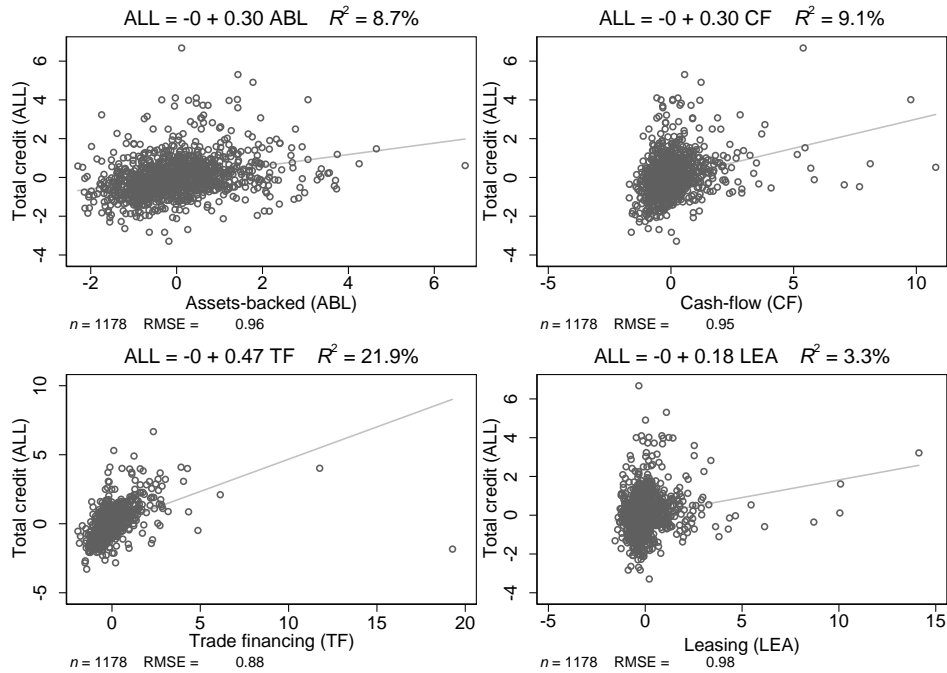 ALL = -0 + 0.30 ABL R² = 8.7%
Total credit (ALL)
6
4
2
0
-2
-4
-2 0 2 4 6
Assets-backed (ABL)
n = 1178 RMSE = 0.96
ALL = -0 + 0.30 CF R² = 9.1%
Total credit (ALL)
6
4
2
0
-2
-4
-5 0 5 10
Cash-flow (CF)
n = 1178 RMSE = 0.95
ALL = -0 + 0.47 TF R² = 21.9%
Total credit (ALL)
10
5
0
-5
0 5 10 15 20
Trade financing (TF)
n = 1178 RMSE = 0.88
ALL = -0 + 0.18 LEA R² = 3.3%
Total credit (ALL)
6
4
2
0
-2
-4
-5 0 5 10 15
Leasing (LEA)
n = 1178 RMSE = 0.98